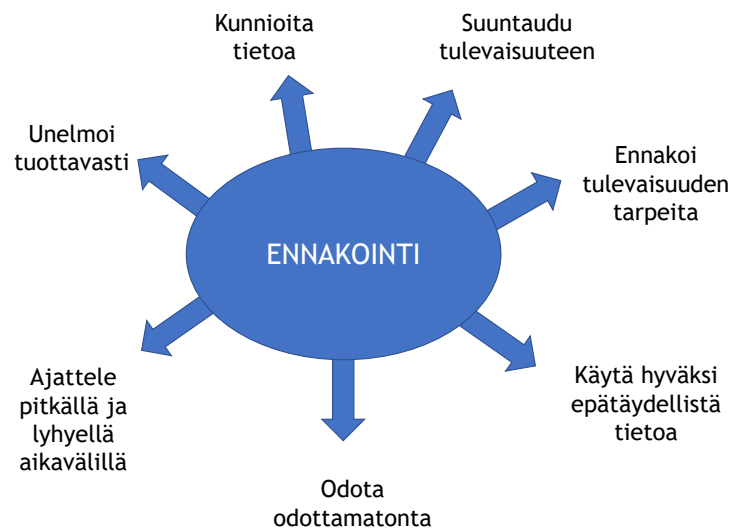 Kunnioita
tietoa
Suuntaudu
tulevaisuuteen
Unelmoi
tuottavasti
Ennakoi
tulevaisuuden
tarpeita
ENNAKOINTI
Ajattele
pitkällä ja
lyhyellä
aikavälillä
Käytä hyväksi
epätäydellistä
tietoa
Odota
odottamatonta